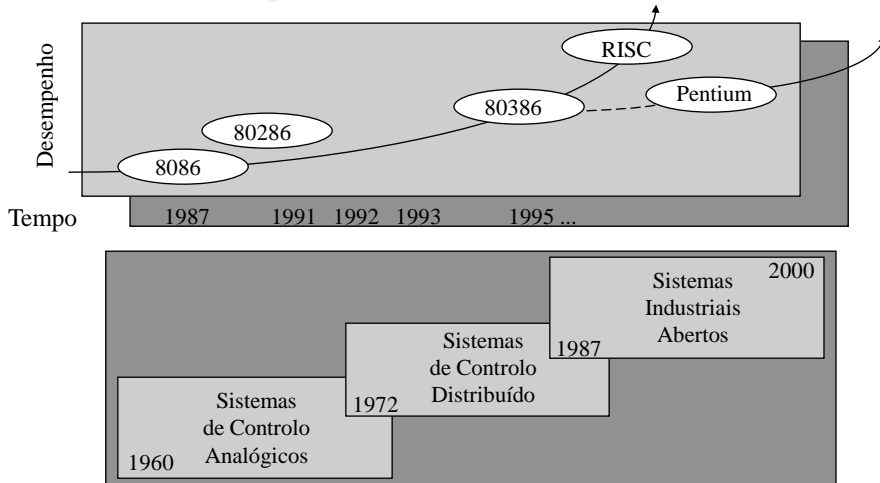 RISC
Pentium
80386
80286
8086
Desempenho
Tempo
1987 1991 1992 1993 1995 ...
2000
Sistemas
Industriais
Abertos
1987
Sistemas
de Controlo
Distribuído
1972
Sistemas
de Controlo
Analógicos
1960